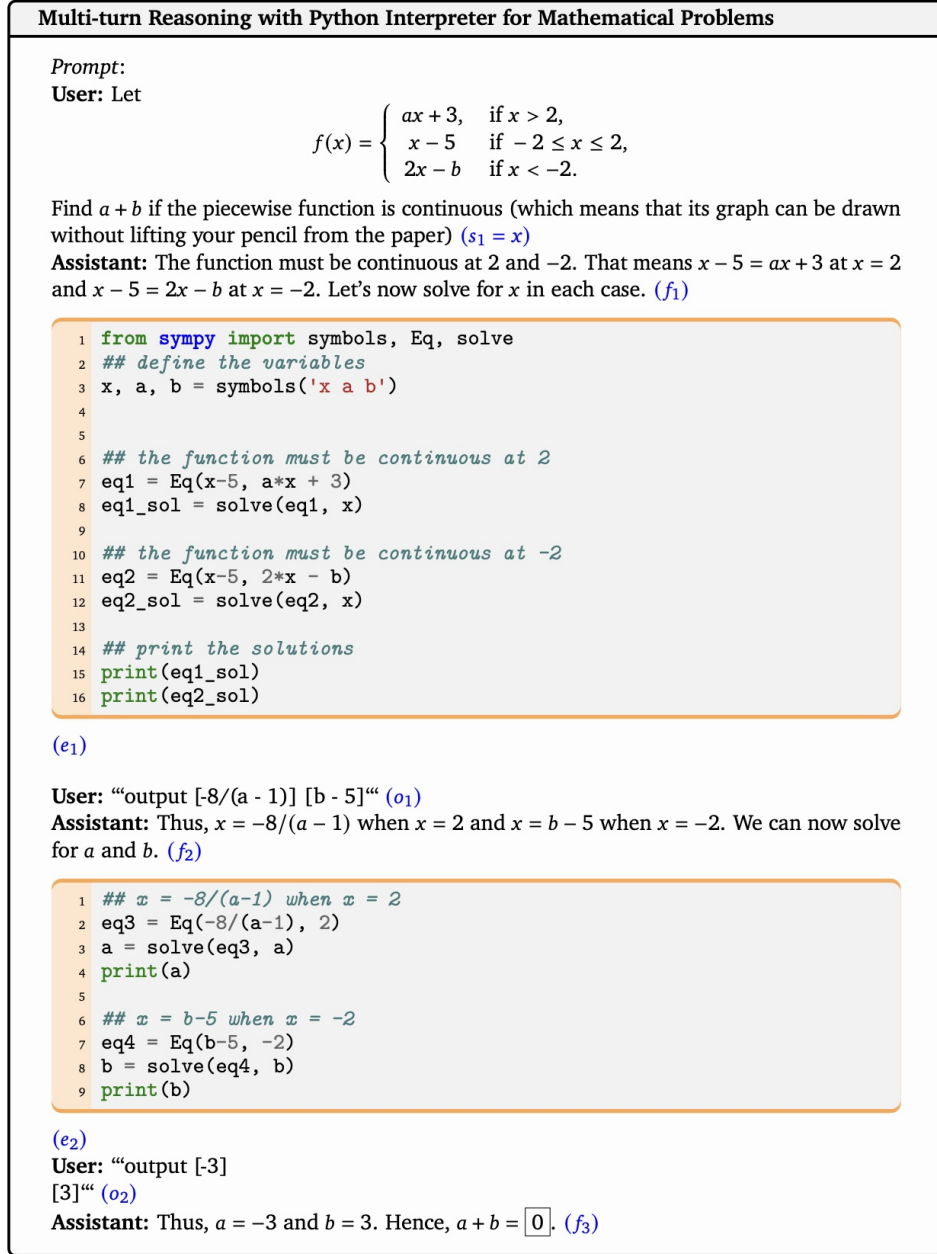 Multi-turn Reasoning with Python Interpreter for Mathematical Problems
Prompt:
User: Let
f(x) = { ax + 3, if x > 2,
x − 5 if − 2 ≤ x ≤ 2,
2x − b if x < −2.
Find a + b if the piecewise function is continuous (which means that its graph can be drawn
without lifting your pencil from the paper) (s₁ = x)
Assistant: The function must be continuous at 2 and −2. That means x − 5 = ax + 3 at x = 2
and x − 5 = 2x − b at x = −2. Let's now solve for x in each case. (f₁)
1 from sympy import symbols, Eq, solve
2 ## define the variables
3 x, a, b = symbols('x a b')
4
5
6 ## the function must be continuous at 2
7 eq1 = Eq(x-5, a*x + 3)
8 eq1_sol = solve(eq1, x)
9
10 ## the function must be continuous at -2
11 eq2 = Eq(x-5, 2*x - b)
12 eq2_sol = solve(eq2, x)
13
14 ## print the solutions
15 print(eq1_sol)
16 print(eq2_sol)
(e₁)
User: “‘output [-8/(a - 1)] [b - 5]“‘ (o₁)
Assistant: Thus, x = −8/(a − 1) when x = 2 and x = b − 5 when x = −2. We can now solve
for a and b. (f₂)
1 ## x = -8/(a-1) when x = 2
2 eq3 = Eq(-8/(a-1), 2)
3 a = solve(eq3, a)
4 print(a)
5
6 ## x = b-5 when x = -2
7 eq4 = Eq(b-5, -2)
8 b = solve(eq4, b)
9 print(b)
(e₂)
User: “‘output [-3]
[3]“‘ (o₂)
Assistant: Thus, a = −3 and b = 3. Hence, a + b = 0. (f₃)